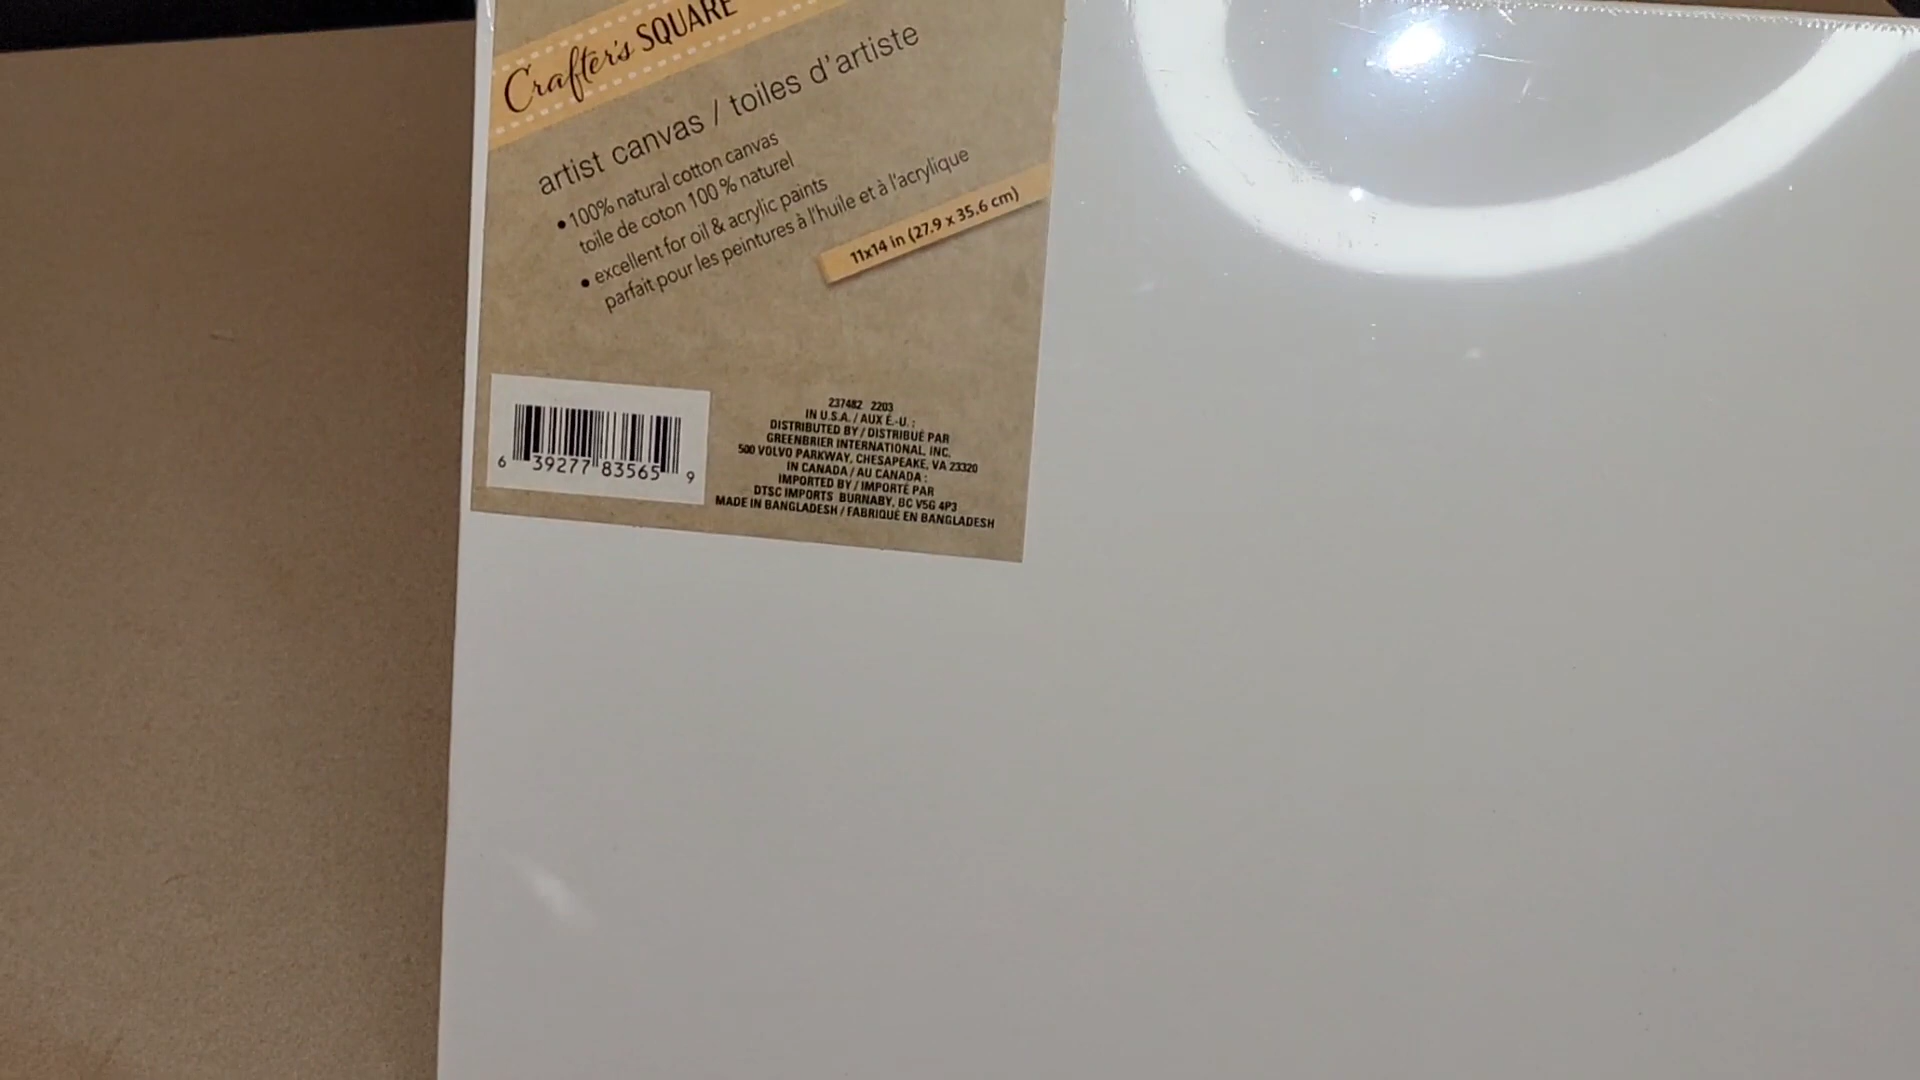 Crafter's SQUARE
artist canvas / toiles d'artiste
• 100% natural cotton canvas
toile de coton 100 % naturel
• excellent for oil & acrylic paints
parfait pour les peintures à l'huile et à l'acrylique
11x14 in (27.9 x 35.6 cm)
6 39277 83565 9
237482 2203
IN U.S.A. / AUX É.-U. :
DISTRIBUTED BY / DISTRIBUÉ PAR
GREENBRIER INTERNATIONAL, INC.
500 VOLVO PARKWAY, CHESAPEAKE, VA 23320
IN CANADA / AU CANADA :
IMPORTED BY / IMPORTÉ PAR
DTSC IMPORTS BURNABY, BC V5G 4P3
MADE IN BANGLADESH / FABRIQUÉ EN BANGLADESH